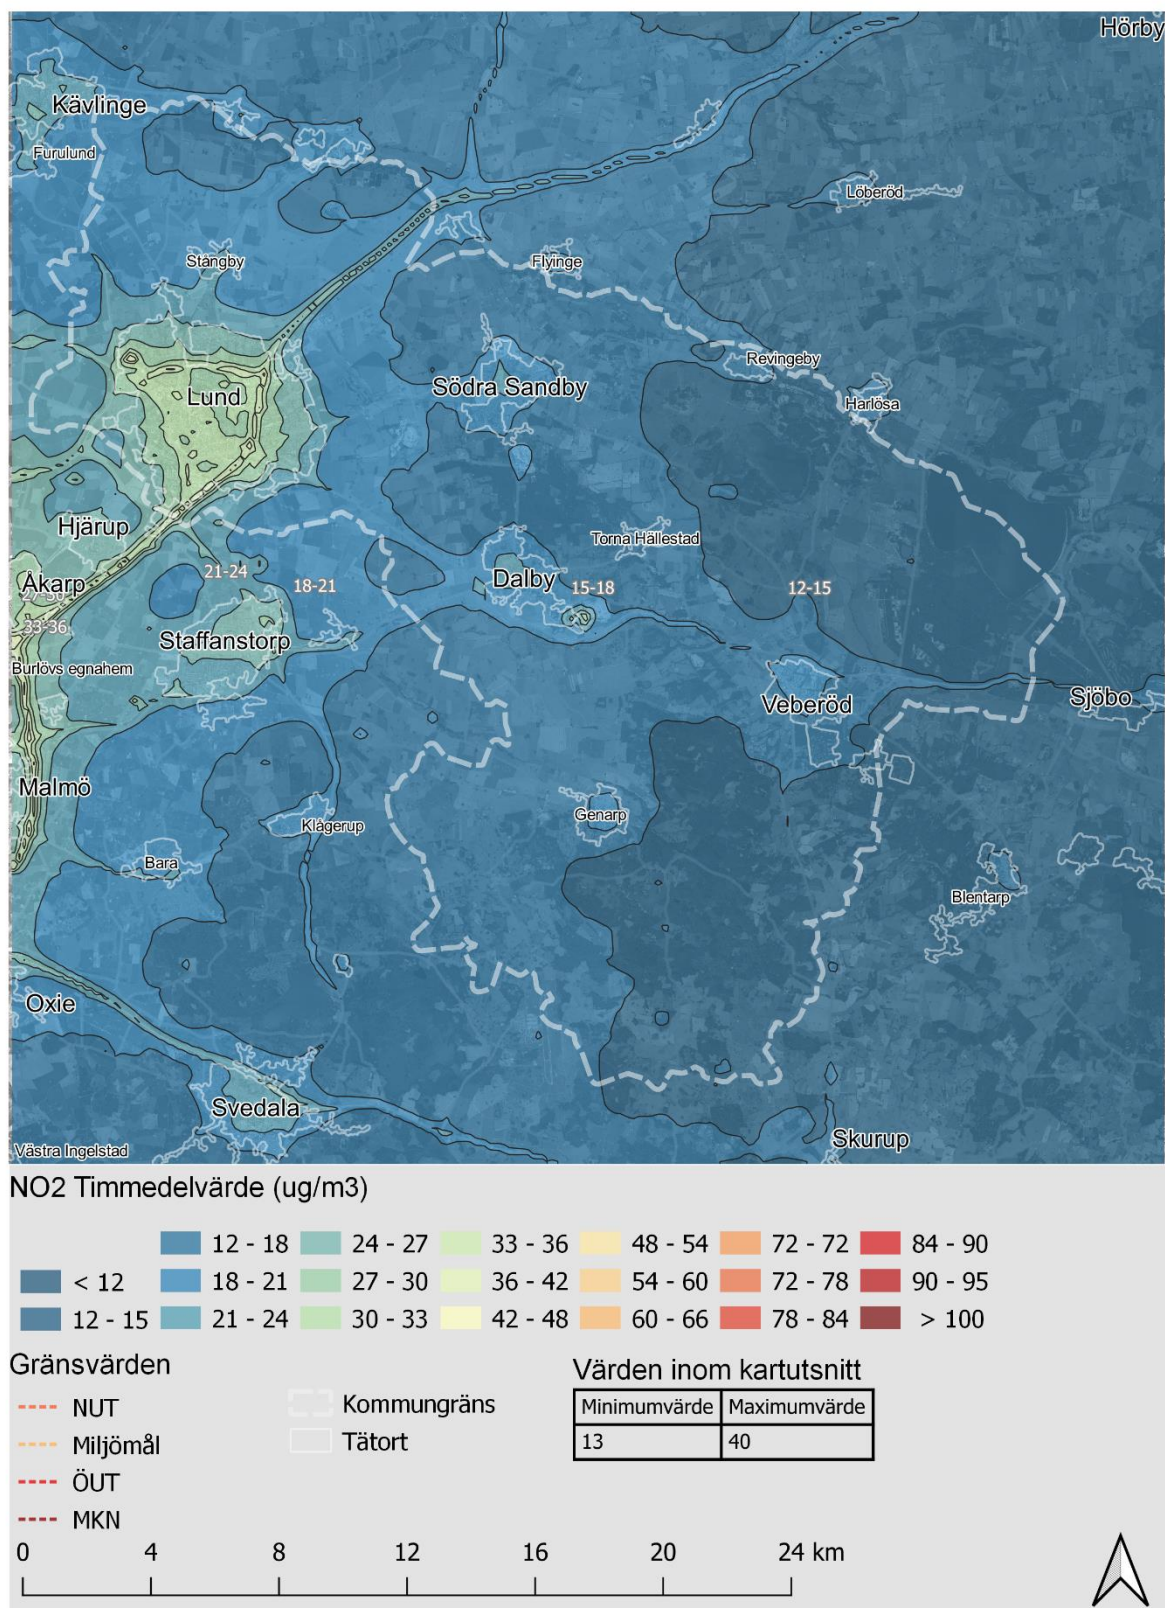 Hörby
Kävlinge
Furulund
Löberöd
Stångby
Flyinge
Revingeby
Södra Sandby
Lund
Harlösa
Hjärup
Torna Hällestad
21-24
Åkarp
18-21
Dalby
15-18
12-15
27-30
33-36
Staffanstorp
Burlövs egnahem
Veberöd
Sjöbo
Malmö
Genarp
Klågerup
Bara
Blentarp
Oxie
Svedala
Skurup
Västra Ingelstad
NO2 Timmedelvärde (ug/m3)
12 - 18 24 - 27 33 - 36 48 - 54 72 - 72 84 - 90
< 12 18 - 21 27 - 30 36 - 42 54 - 60 72 - 78 90 - 95
12 - 15 21 - 24 30 - 33 42 - 48 60 - 66 78 - 84 > 100
Gränsvärden
NUT
Miljömål
ÖUT
MKN
Kommungräns
Tätort
Värden inom kartutsnitt
Minimumvärde Maximumvärde
13 40
0 4 8 12 16 20 24 km